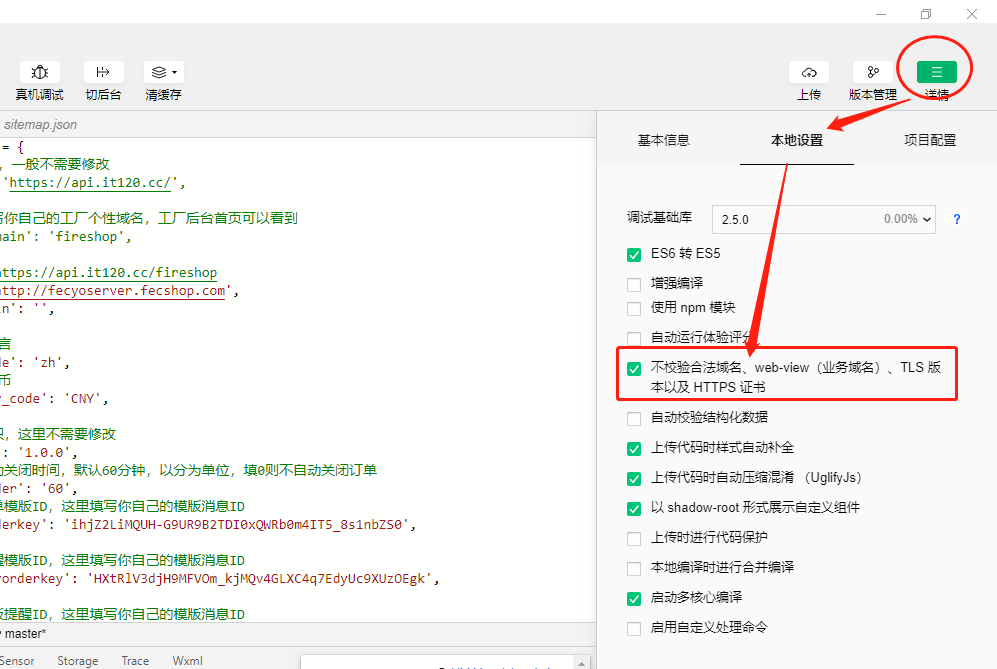 真机调试 切后台 清缓存 上传 版本管理 详情
sitemap.json
基本信息 本地设置 项目配置
= {
，一般不需要修改
'https://api.it120.cc/',
写你自己的工厂个性域名，工厂后台首页可以看到
main': 'fireshop',
https://api.it120.cc/fireshop
http://fecyoserver.fecshop.com',
n': '',
言
de': 'zh',
币
y_code': 'CNY',
，这里不需要修改
: '1.0.0',
动关闭时间，默认60分钟，以分为单位，填0则不自动关闭订单
der': '60',
单模版ID，这里填写你自己的模版消息ID
derkey': 'ihjZ2LiMQUH-G9UR9B2TDI0xQWRb0m4IT5_8s1nbZS0',
醒模版ID，这里填写你自己的模版消息ID
yorderkey': 'HXtRlV3djH9MFVOm_kjMQv4GLXC4q7EdyUc9XUzOEgk',
版提醒ID，这里填写你自己的模版消息ID
master*
Sensor Storage Trace Wxml
调试基础库 2.5.0 0.00% ?
ES6 转 ES5
增强编译
使用 npm 模块
自动运行体验评分
不校验合法域名、web-view（业务域名）、TLS 版
本以及 HTTPS 证书
自动校验结构化数据
上传代码时样式自动补全
上传代码时自动压缩混淆 （UglifyJs）
以 shadow-root 形式展示自定义组件
上传时进行代码保护
本地编译时进行合并编译
启动多核心编译
启用自定义处理命令